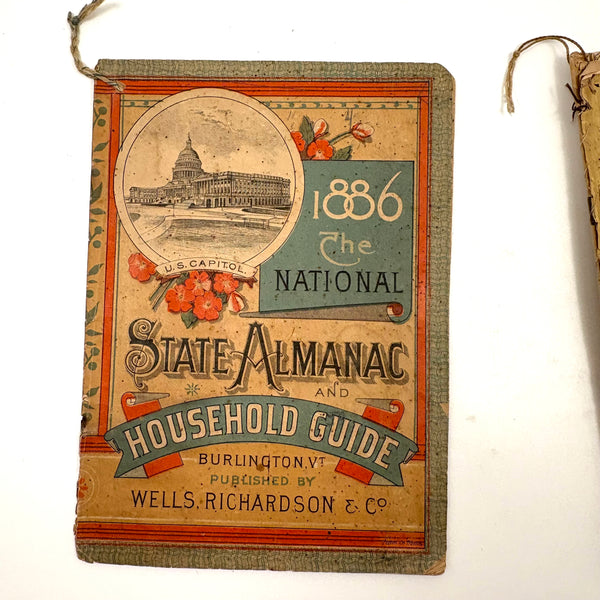 U.S. CAPITOL
1886
The
NATIONAL
STATE ALMANAC
AND
HOUSEHOLD GUIDE
BURLINGTON, VT
PUBLISHED BY
WELLS, RICHARDSON & Co